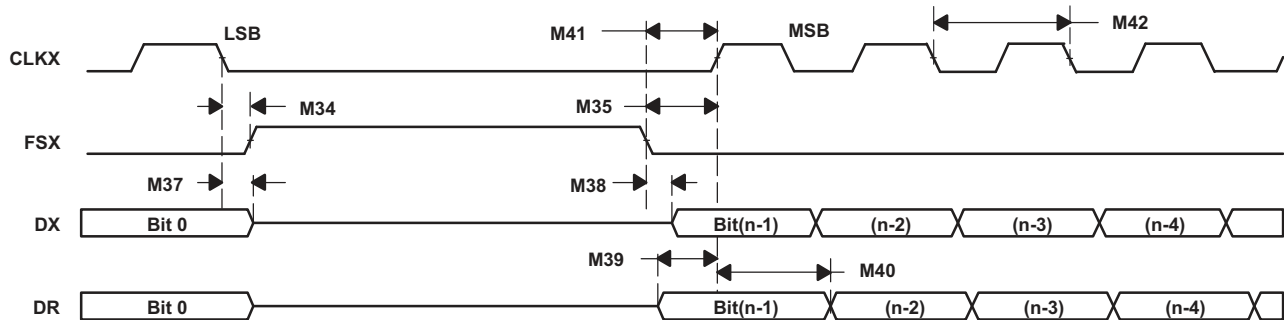 LSB
M41
MSB
M42
CLKX
M34
M35
FSX
M37
M38
DX
Bit 0
Bit(n-1)
(n-2)
(n-3)
(n-4)
M39
M40
DR
Bit 0
Bit(n-1)
(n-2)
(n-3)
(n-4)